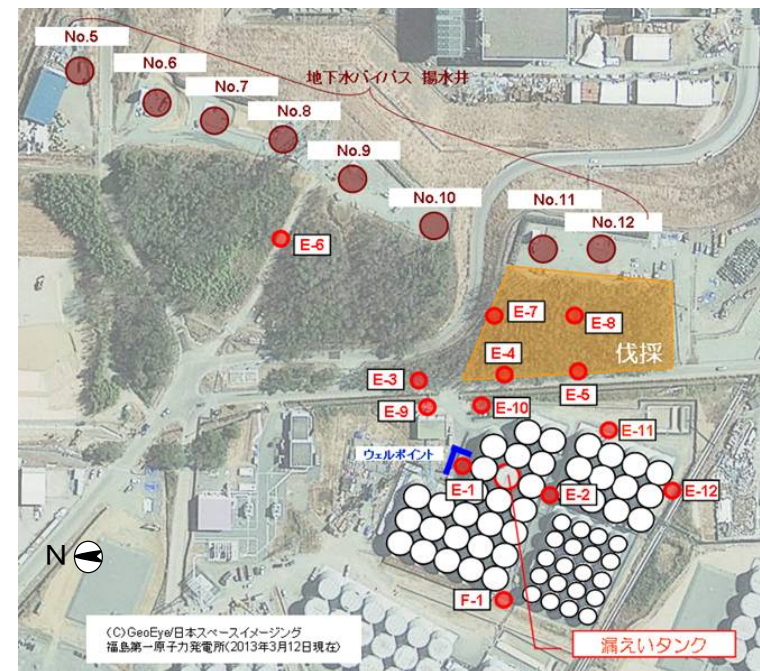 No.5
No.6
No.7
No.8
地下水バイパス 揚水井
No.9
No.10
No.11
No.12
E-6
E-7
E-8
E-4
伐採
E-3
E-5
E-9
E-10
E-11
ウェルポイント
E-1
E-2
E-12
N
F-1
(C)GeoEye/日本スペースイメージング
福島第一原子力発電所(2013年3月12日現在)
漏えいタンク